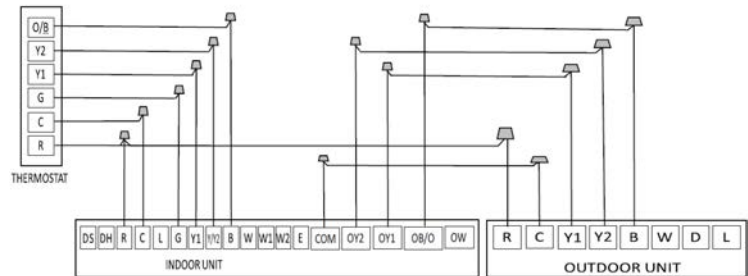 O/B
Y2
Y1
G
C
R
THERMOSTAT
DS DH R C L G Y1 Y/Y2 B W W1 W2 E COM OY2 OY1 OB/O OW
INDOOR UNIT
R C Y1 Y2 B W D L
OUTDOOR UNIT